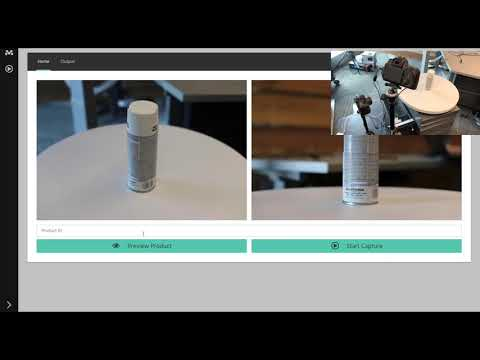 Home
Output
Product ID
Preview Product
Start Capture